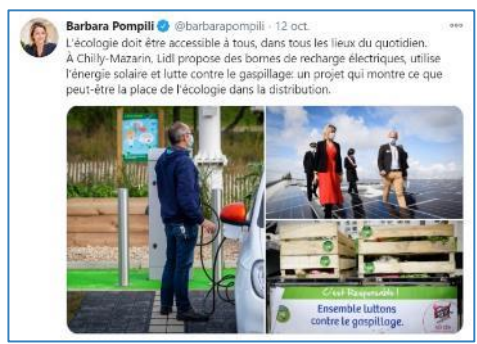 Barbara Pompili @barbarapompili · 12 oct.
L'écologie doit être accessible à tous, dans tous les lieux du quotidien.
À Chilly-Mazarin, Lidl propose des bornes de recharge électriques, utilise
l'énergie solaire et lutte contre le gaspillage: un projet qui montre ce que
peut-être la place de l'écologie dans la distribution.
C'est Responsable !
Ensemble luttons
contre le gaspillage.